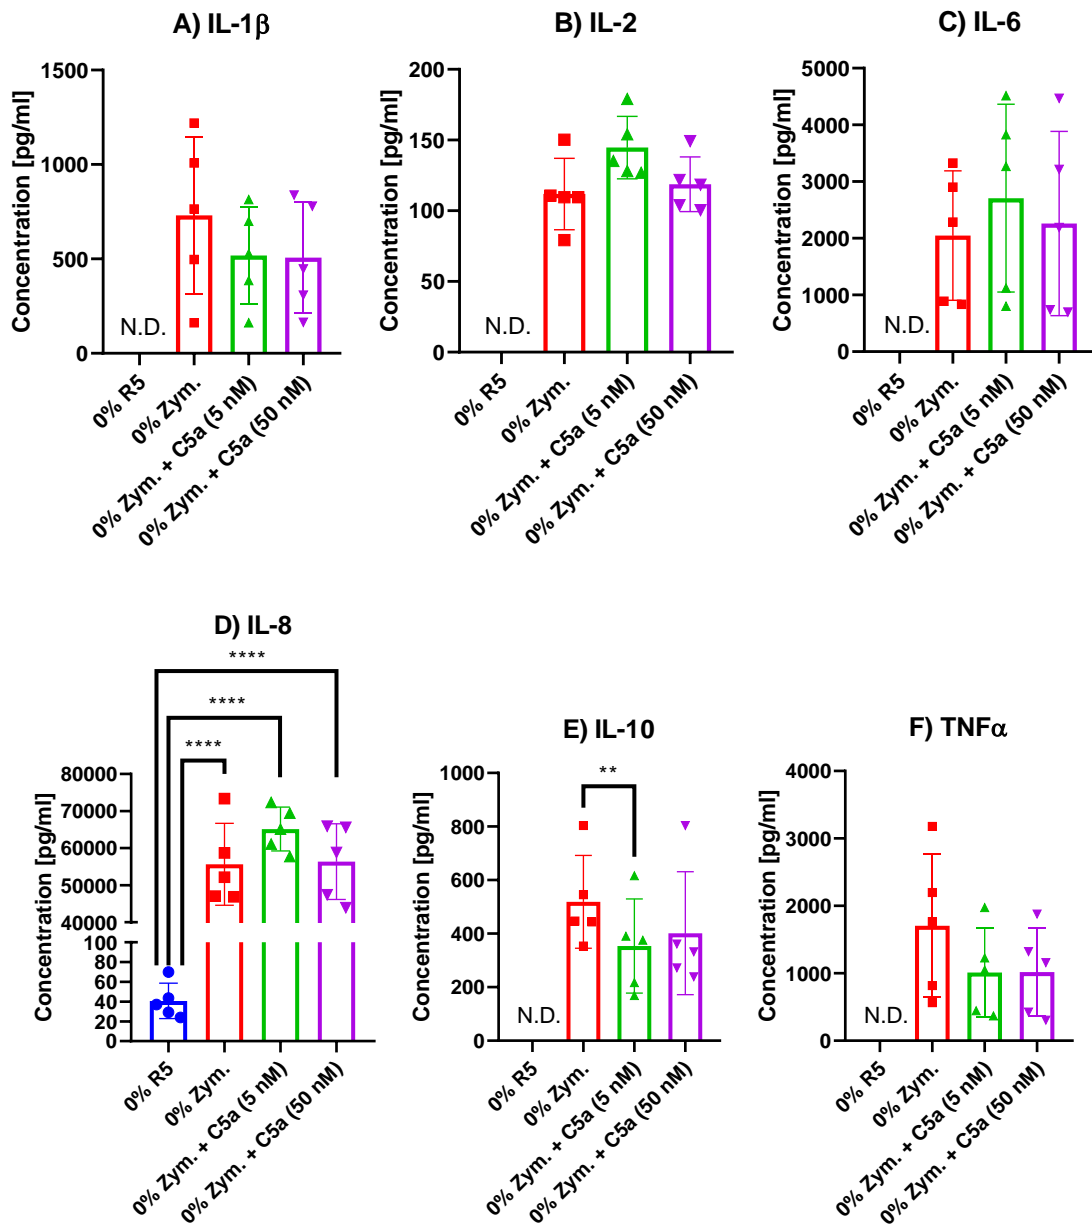 A) IL-1β
Concentration [pg/ml]
1500
1000
500
0
N.D.
0% R5
0% Zym.
0% Zym. + C5a (5 nM)
0% Zym. + C5a (50 nM)
B) IL-2
Concentration [pg/ml]
200
150
100
50
0
N.D.
0% R5
0% Zym.
0% Zym. + C5a (5 nM)
0% Zym. + C5a (50 nM)
C) IL-6
Concentration [pg/ml]
5000
4000
3000
2000
1000
0
N.D.
0% R5
0% Zym.
0% Zym. + C5a (5 nM)
0% Zym. + C5a (50 nM)
D) IL-8
****
****
****
Concentration [pg/ml]
80000
70000
60000
50000
40000
100
80
60
40
20
0
0% R5
0% Zym.
0% Zym. + C5a (5 nM)
0% Zym. + C5a (50 nM)
E) IL-10
**
Concentration [pg/ml]
1000
800
600
400
200
0
N.D.
0% R5
0% Zym.
0% Zym. + C5a (5 nM)
0% Zym. + C5a (50 nM)
F) TNFα
Concentration [pg/ml]
4000
3000
2000
1000
0
N.D.
0% R5
0% Zym.
0% Zym. + C5a (5 nM)
0% Zym. + C5a (50 nM)